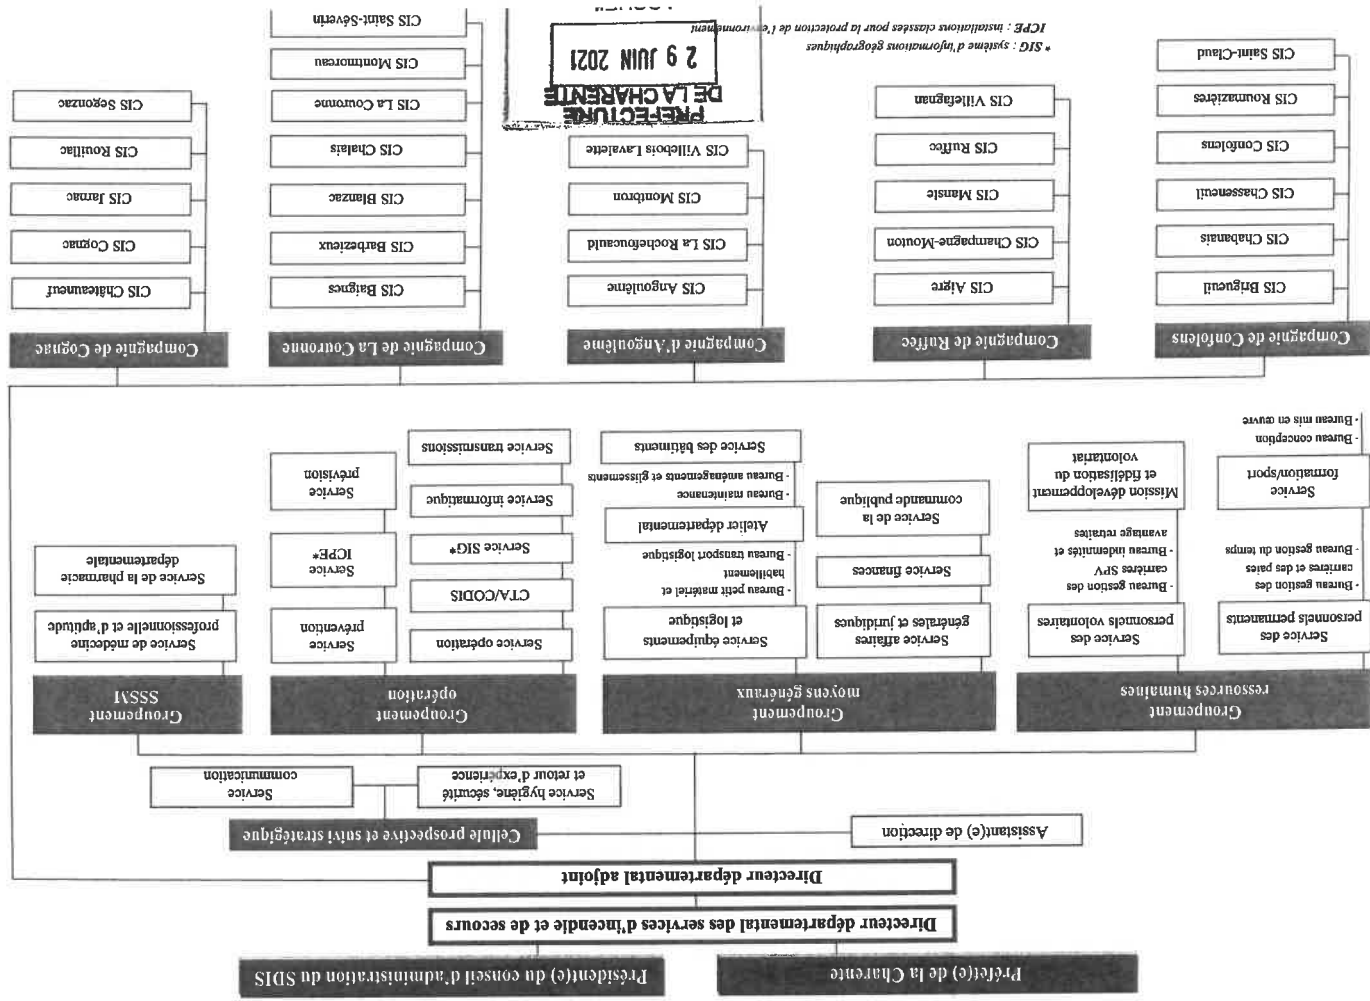 Préfet(e) de la Charente
Président(e) du conseil d'administration du SDIS
Directeur départemental des services d'incendie et de secours
Directeur départemental adjoint
Assistant(e) de direction
Cellule prospective et suivi stratégique
Service hygiène, sécurité
et retour d'expérience
Service
communication
Groupement
ressources humaines
Service des
personnels permanents
- Bureau gestion des
carrières et des paies
- Bureau gestion du temps
Service
formation/sport
- Bureau conception
- Bureau mis en œuvre
Service des
personnels volontaires
- Bureau gestion des
carrières SPV
- Bureau indemnités et
avantage retraites
Mission développement
et fidélisation du
volontariat
Groupement
moyens généraux
Service affaires
générales et juridiques
Service finances
Service de la
commande publique
Service équipements
et logistique
- Bureau petit matériel et
habillement
- Bureau transport logistique
Atelier départemental
- Bureau maintenance
- Bureau aménagements et glissements
Service des bâtiments
Groupement
opération
Service opération
CTA/CODIS
Service SIG*
Service informatique
Service transmissions
Service
prévention
Service
ICPE*
Service
prévision
Groupement
SSSM
Service de médecine
professionnelle et d'aptitude
Service de la pharmacie
départementale
Compagnie de Confolens
CIS Brigueuil
CIS Chabanais
CIS Chasseneuil
CIS Confolens
CIS Roumazières
CIS Saint-Claud
Compagnie de Ruffec
CIS Aigre
CIS Champagne-Mouton
CIS Mansle
CIS Ruffec
CIS Villefagnan
Compagnie d'Angoulême
CIS Angoulême
CIS La Rochefoucauld
CIS Montbron
CIS Villebois Lavalette
Compagnie de La Couronne
CIS Baignes
CIS Barbezieux
CIS Blanzac
CIS Chalais
CIS La Couronne
CIS Montmoreau
CIS Saint-Séverin
Compagnie de Cognac
CIS Châteauneuf
CIS Cognac
CIS Jarnac
CIS Rouillac
CIS Segonzac
* SIG : système d'informations géographiques
ICPE : installations classées pour la protection de l'environnement
PREFECTURE
DE LA CHARENTE
2 9 JUIN 2021